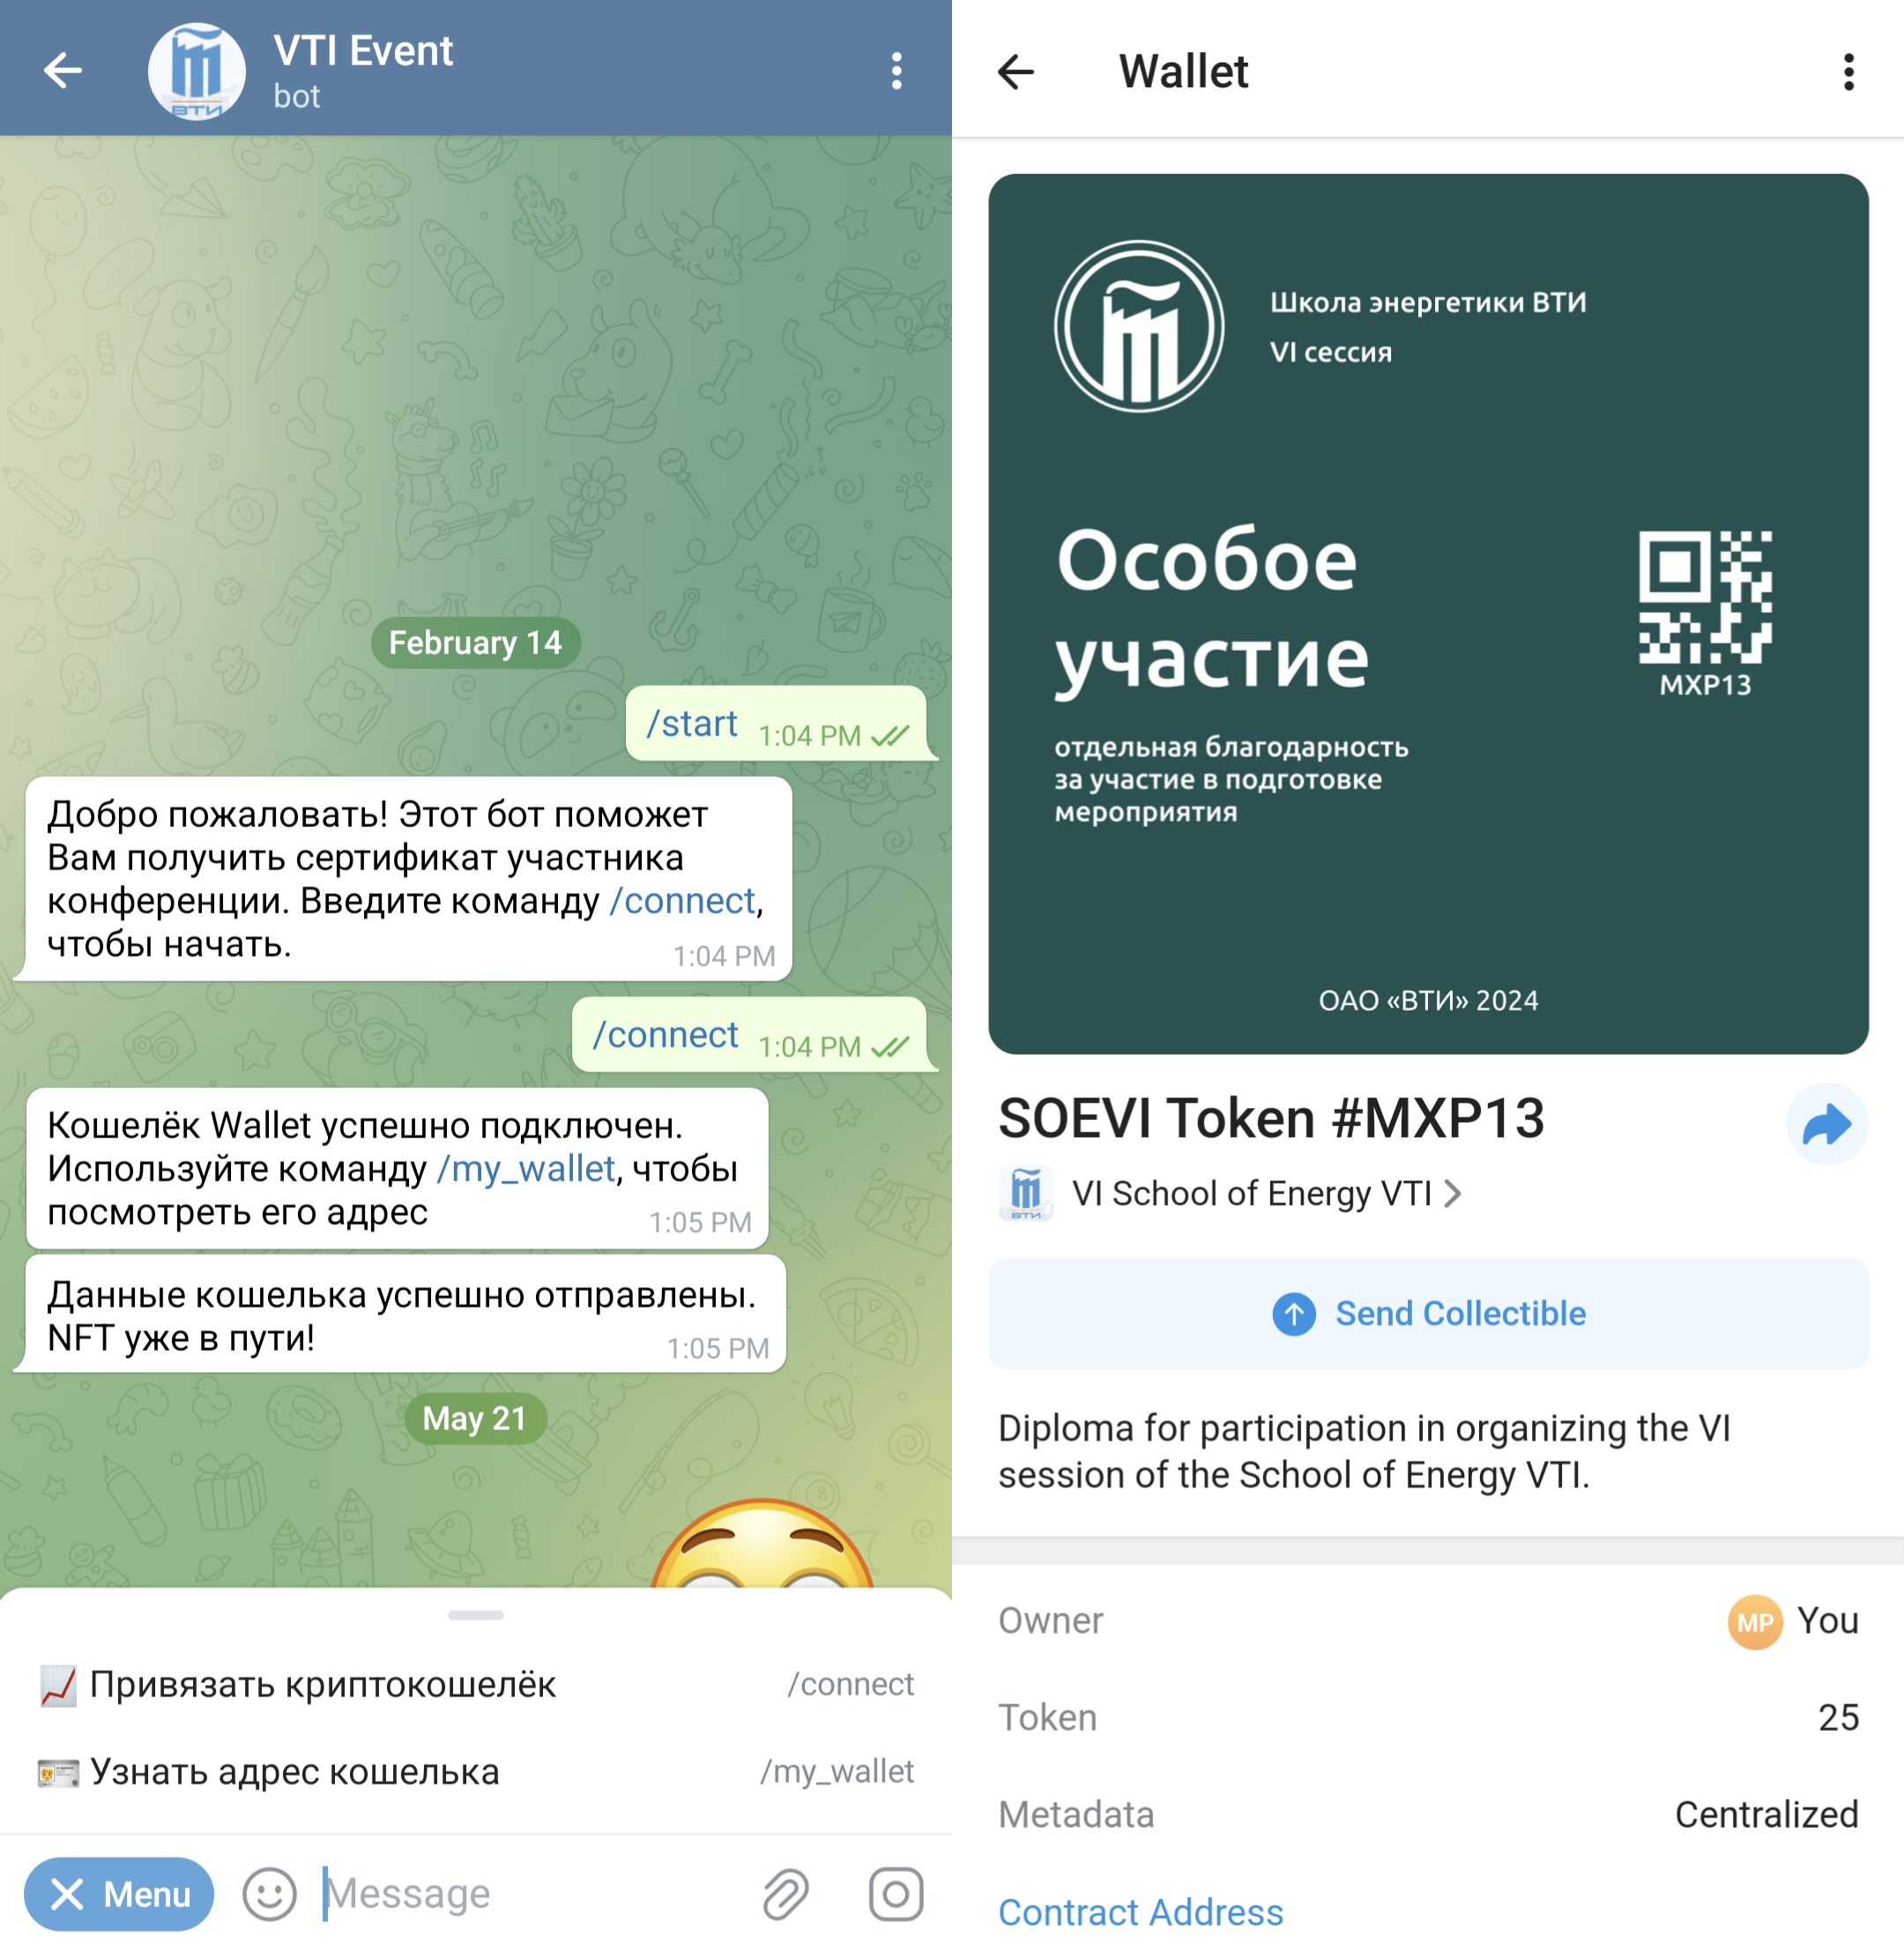 VTI Event
bot
ВТИ
February 14
/start 1:04 PM
Добро пожаловать! Этот бот поможет
Вам получить сертификат участника
конференции. Введите команду /connect,
чтобы начать. 1:04 PM
/connect 1:04 PM
Кошелёк Wallet успешно подключен.
Используйте команду /my_wallet, чтобы
посмотреть его адрес 1:05 PM
Данные кошелька успешно отправлены.
NFT уже в пути! 1:05 PM
May 21
Привязать криптокошелёк /connect
Узнать адрес кошелька /my_wallet
Menu Message
Wallet
Школа энергетики ВТИ
VI сессия
Особое
участие
MXP13
отдельная благодарность
за участие в подготовке
мероприятия
ОАО «ВТИ» 2024
SOEVI Token #MXP13
ВТИ
VI School of Energy VTI
Send Collectible
Diploma for participation in organizing the VI
session of the School of Energy VTI.
Owner MP You
Token 25
Metadata Centralized
Contract Address